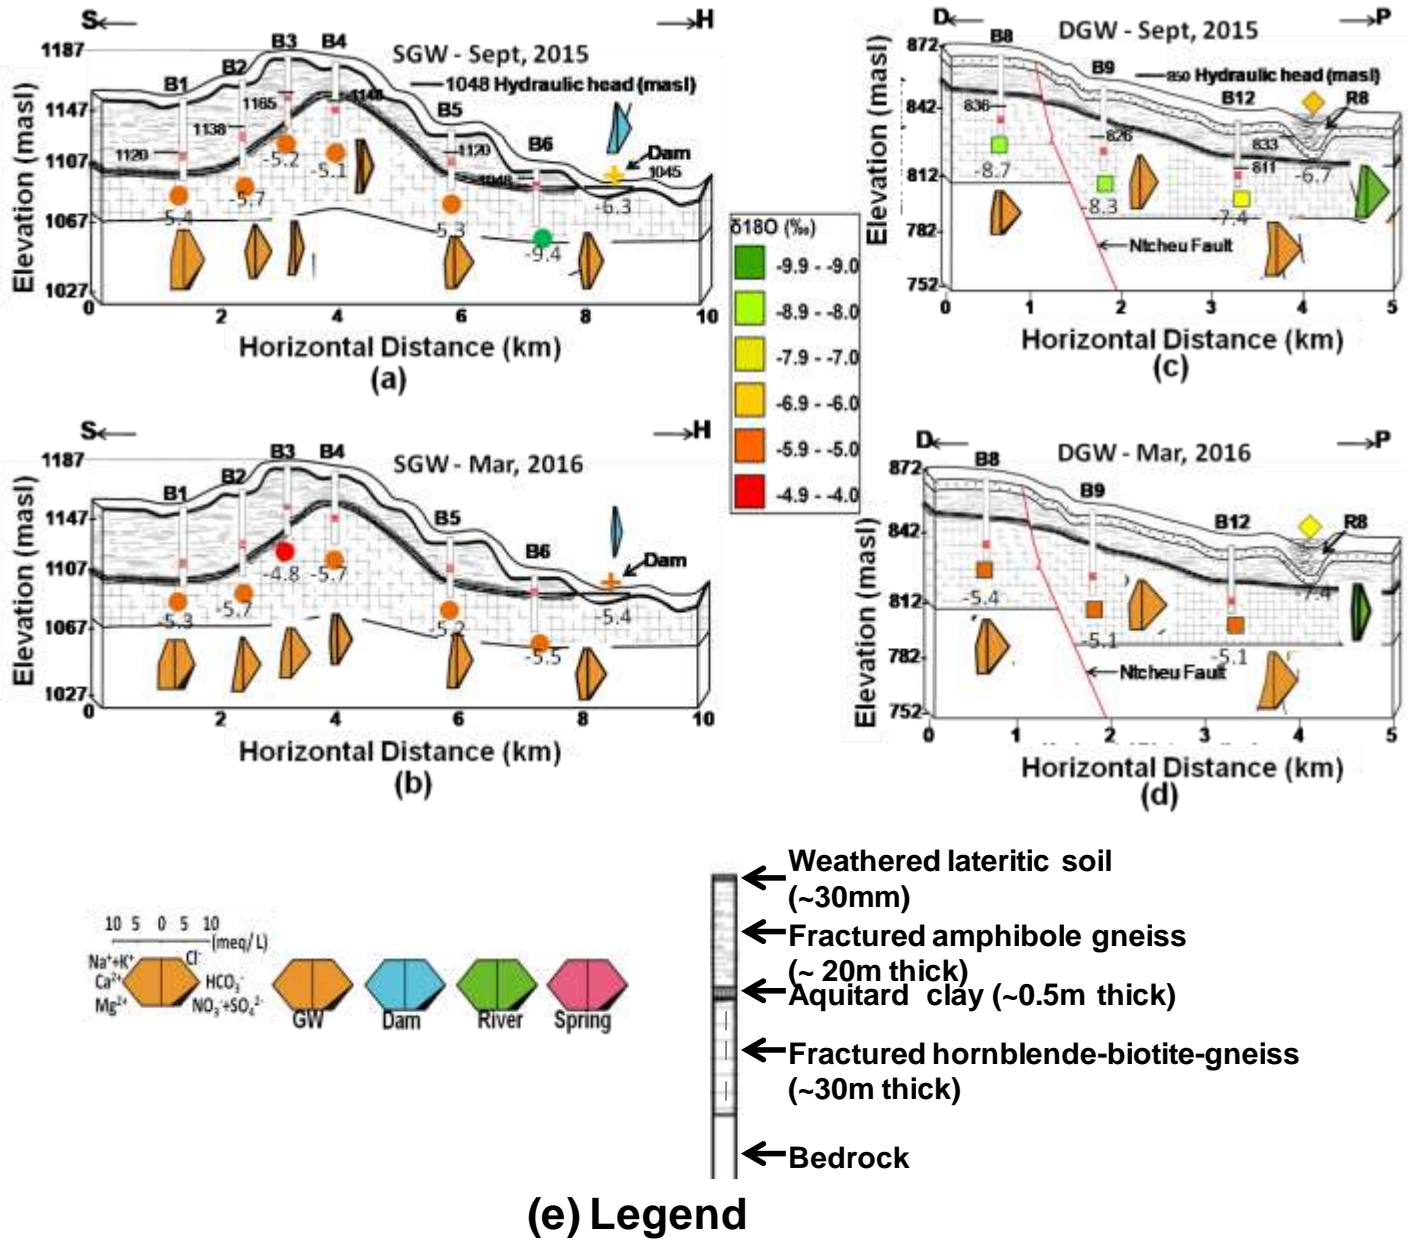 S
H
SGW - Sept, 2015
1048 Hydraulic head (masl)
Elevation (masl)
1187
1147
1107
1067
1027
B1
B2
B3
B4
B5
B6
Dam
1120
1138
1165
1146
1120
1048
1045
-5.4
-5.7
-5.2
-5.1
-5.3
-9.4
-6.3
0
2
4
6
8
10
Horizontal Distance (km)
(a)
D
P
DGW - Sept, 2015
850 Hydraulic head (masl)
Elevation (masl)
872
842
812
782
752
B8
B9
B12
R8
836
826
833
811
-8.7
-8.3
-7.4
-6.7
Ntcheu Fault
0
1
2
3
4
5
Horizontal Distance (km)
(c)
δ18O (‰)
-9.9 - -9.0
-8.9 - -8.0
-7.9 - -7.0
-6.9 - -6.0
-5.9 - -5.0
-4.9 - -4.0
S
H
SGW - Mar, 2016
Elevation (masl)
1187
1147
1107
1067
1027
B1
B2
B3
B4
B5
B6
Dam
-5.3
-5.7
-4.8
-5.7
-5.2
-5.5
-5.4
0
2
4
6
8
10
Horizontal Distance (km)
(b)
D
P
DGW - Mar, 2016
Elevation (masl)
872
842
812
782
752
B8
B9
B12
R8
-5.4
-5.1
-5.1
-7.4
Ntcheu Fault
0
1
2
3
4
5
Horizontal Distance (km)
(d)
10 5 0 5 10
(meq/L)
Na⁺+K⁺
Cl⁻
Ca²⁺
HCO₃⁻
Mg²⁺
NO₃⁻+SO₄²⁻
GW
Dam
River
Spring
Weathered lateritic soil
(~30mm)
Fractured amphibole gneiss
(~ 20m thick)
Aquitard clay (~0.5m thick)
Fractured hornblende-biotite-gneiss
(~30m thick)
Bedrock
(e) Legend